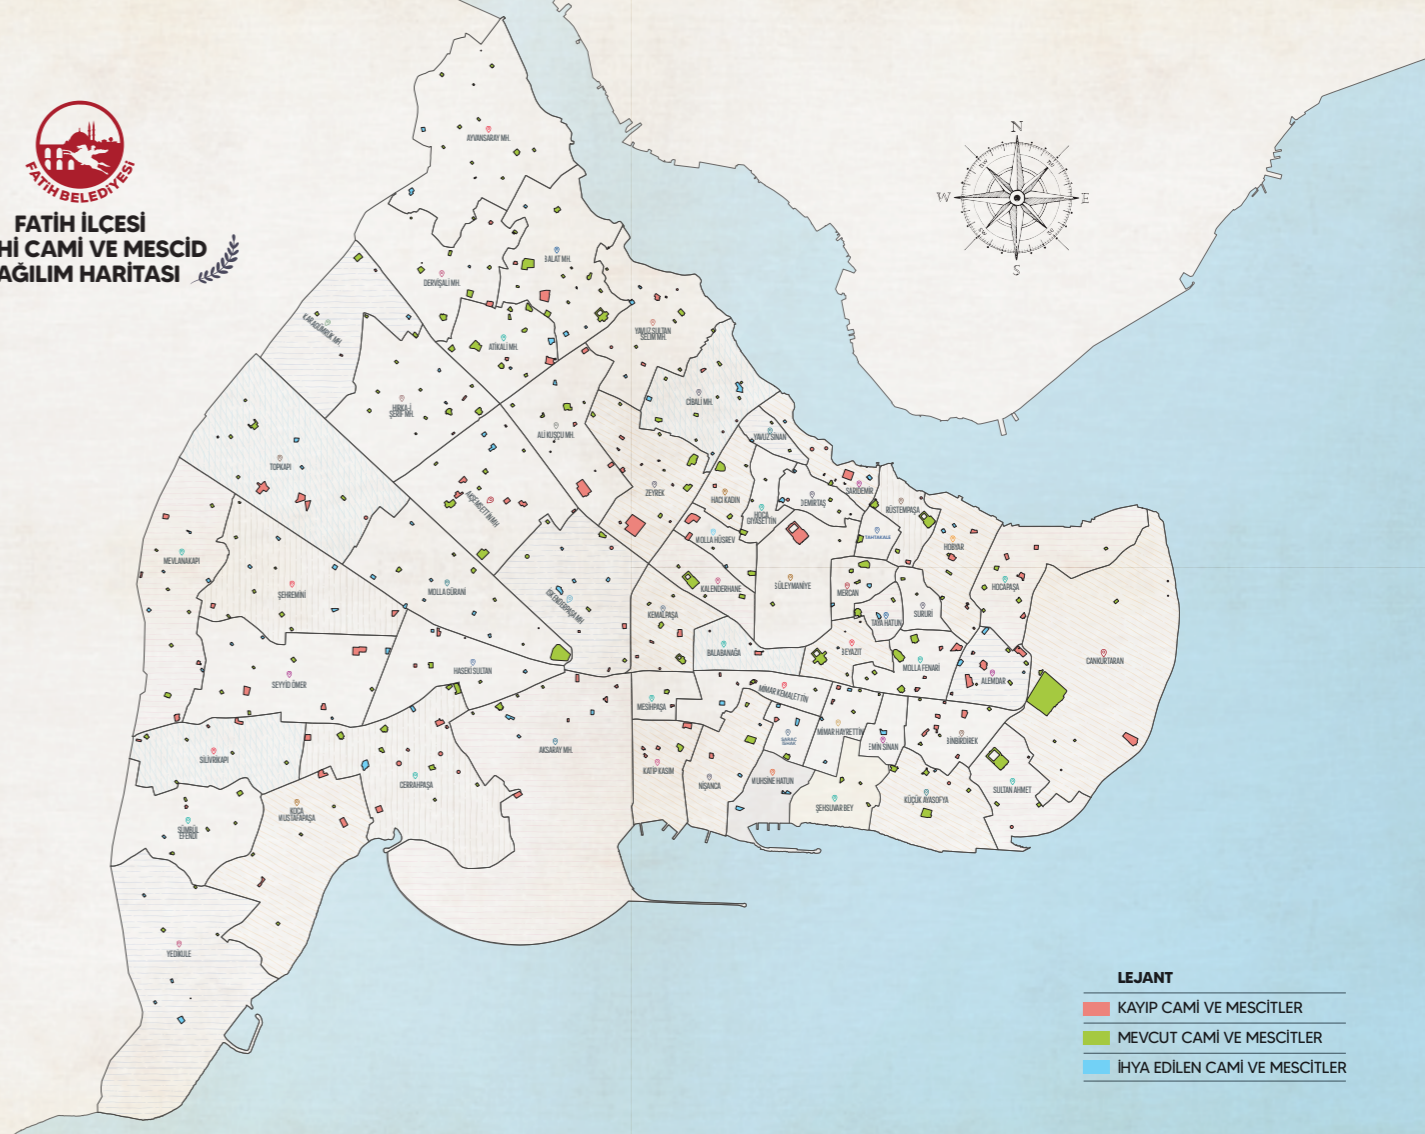 FATİH BELEDİYESİ
FATİH İLÇESİ
Hİ CAMİ VE MESCİD
AĞILIM HARİTASI
N
W
E
S
AYVANSARAY MH.
BALAT MH.
DERVİŞALİ MH.
KARAGÜMRÜK MH.
YAVUZ SULTAN
SELİM MH.
ATİKALİ MH.
HIRKA-İ
ŞERİF MH.
CİBALİ MH.
ALİ KUŞÇU MH.
YAVUZ SİNAN
TOPKAPI
AKŞEMSETTİN MH.
ZEYREK
HACI KADIN
HOCA
GIYASETTİN
DEMİRTAŞ
SARIDEMİR
RÜSTEMPAŞA
MOLLA HÜSREV
TAHTAKALE
HOBYAR
MEVLANAKAPI
ŞEHREMİNİ
MOLLA GÜRANİ
İSKENDERPAŞA MH.
KALENDERHANE
SÜLEYMANİYE
MERCAN
HOCAPAŞA
KEMALPAŞA
TAYA HATUN
SURURİ
BALABANAĞA
BEYAZIT
MOLLA FENARİ
CANKURTARAN
ALEMDAR
SEYYİD ÖMER
HASEKİ SULTAN
MESİHPAŞA
MİMAR KEMALETTİN
MİMAR HAYRETTİN
SARAÇ
İSHAK
EMİN SİNAN
BİNBİRDİREK
SİLİVRİKAPI
AKSARAY MH.
CERRAHPAŞA
KATİP KASIM
NİŞANCA
MUHSİNE HATUN
SULTAN AHMET
ŞEHSUVAR BEY
KÜÇÜK AYASOFYA
SÜMBÜL
EFENDİ
KOCA
MUSTAFAPAŞA
YEDİKULE
LEJANT
KAYIP CAMİ VE MESCİTLER
MEVCUT CAMİ VE MESCİTLER
İHYA EDİLEN CAMİ VE MESCİTLER